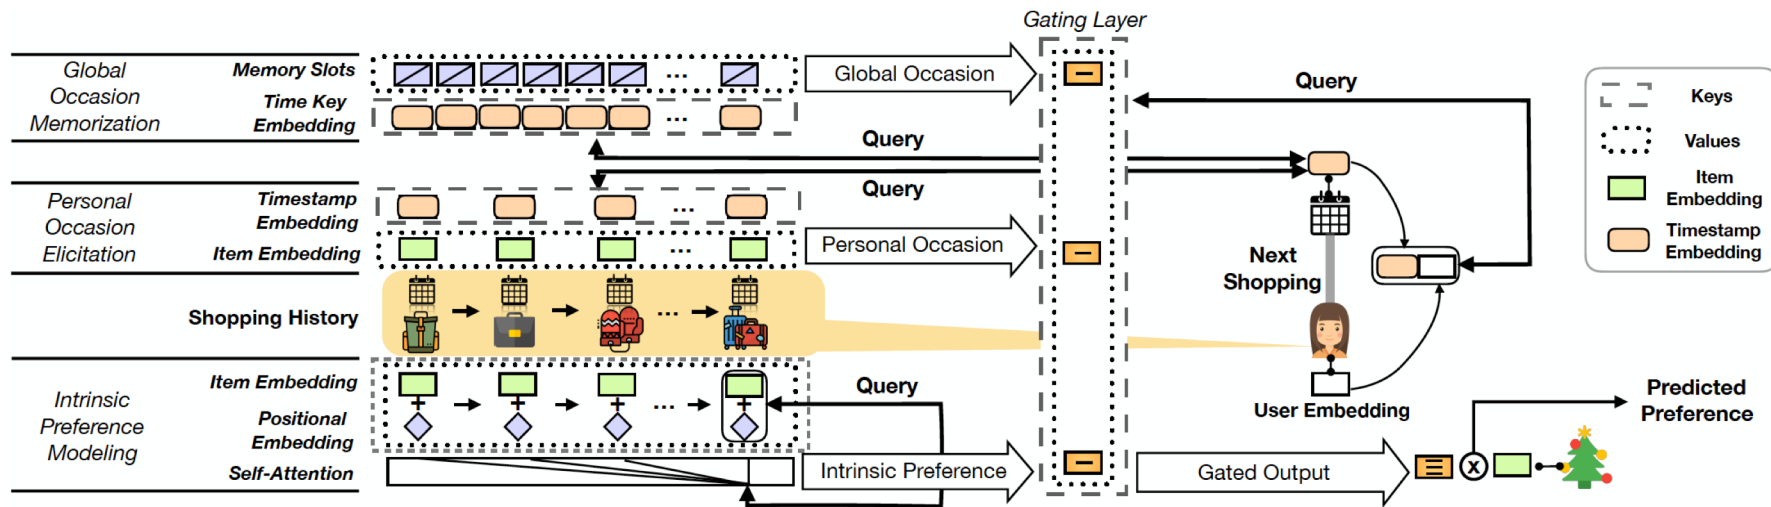 Gating Layer
Global
Occasion
Memorization
Memory Slots
Time Key
Embedding
...
...
Global Occasion
Query
Query
Query
Personal
Occasion
Elicitation
Timestamp
Embedding
Item Embedding
...
...
Personal Occasion
Next
Shopping
Shopping History
...
Intrinsic
Preference
Modeling
Item Embedding
Positional
Embedding
Self-Attention
+
+
+
+
...
Query
Intrinsic Preference
User Embedding
Gated Output
x
Predicted
Preference
Keys
Values
Item
Embedding
Timestamp
Embedding